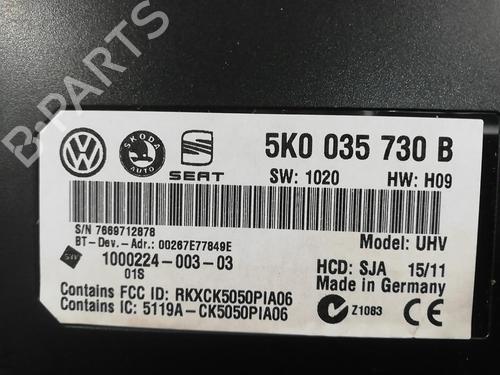 B-PARTS
SKODA
AUTO
SEAT
5K0 035 730 B
SW: 1020 HW: H09
S/N 7669712878
BT-Dev.-Adr.: 00267E77849E
Model: UHV
1000224-003-03
01S
HCD: SJA 15/11
Made in Germany
Contains FCC ID: RKXCK5050PIA06
Contains IC: 5119A-CK5050PIA06
Z1083
CE